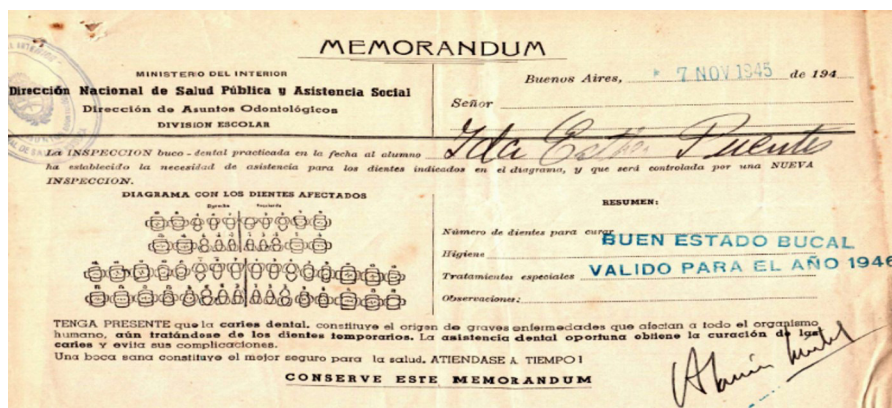 MEMORANDUM
MINISTERIO DEL INTERIOR
Dirección Nacional de Salud Pública y Asistencia Social
Dirección de Asuntos Odontológicos
DIVISION ESCOLAR
Buenos Aires, 7 NOV 1945 de 194
Señor
La INSPECCION buco-dental practicada en la fecha al alumno Ida Esther Puentes
ha establecido la necesidad de asistencia para los dientes indicados en el diagrama, y que será controlada por una NUEVA
INSPECCION.
DIAGRAMA CON LOS DIENTES AFECTADOS
Derecha Izquierda
RESUMEN:
Número de dientes para curar
BUEN ESTADO BUCAL
Higiene
VALIDO PARA EL AÑO 1946
Tratamientos especiales
Observaciones:
TENGA PRESENTE que la caries dental, constituye el origen de graves enfermedades que afectan a todo el organismo
humano, aún tratándose de los dientes temporarios. La asistencia dental oportuna obtiene la curación de las
caries y evita sus complicaciones.
Una boca sana constituye el mejor seguro para la salud. ATIENDASE A TIEMPO!
CONSERVE ESTE MEMORANDUM